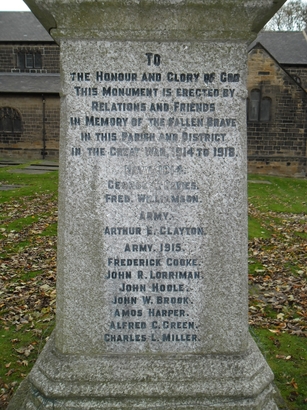 TO
THE HONOUR AND GLORY OF GOD
THIS MONUMENT IS ERECTED BY
RELATIONS AND FRIENDS
IN MEMORY OF THE FALLEN BRAVE
IN THIS PARISH AND DISTRICT
IN THE GREAT WAR, 1914 TO 1918.
GEORGE
FRED. WILLIAMSON.
ARMY.
ARTHUR E. CLAYTON.
ARMY, 1915.
FREDERICK COOKE.
JOHN R. LORRIMAN.
JOHN HOOLE.
JOHN W. BROOK.
AMOS HARPER.
ALFRED C. GREEN.
CHARLES L. MILLER.